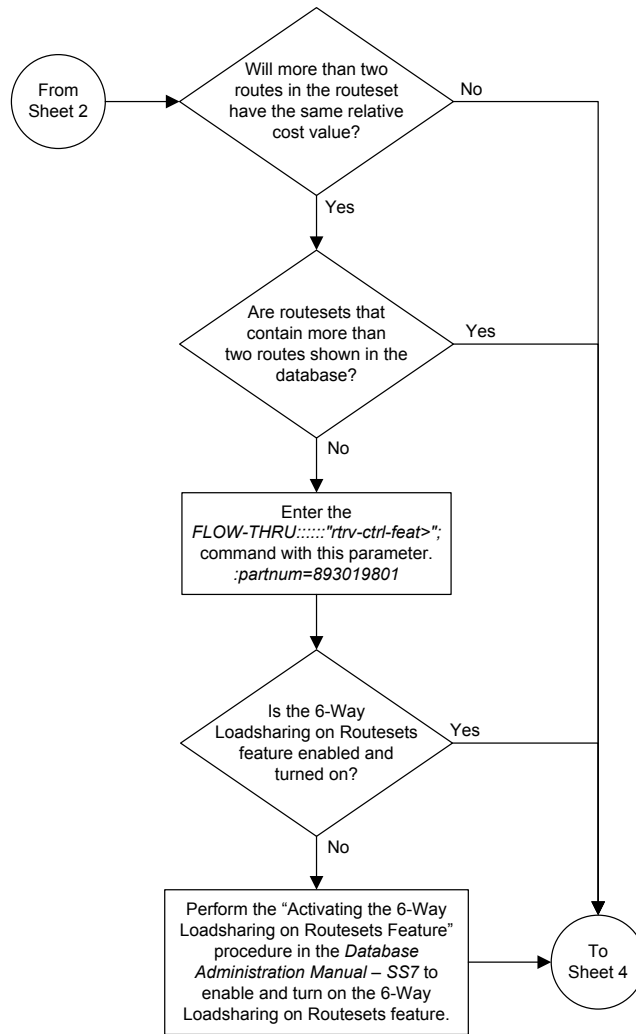 From
Sheet 2
Will more than two
routes in the routeset
have the same relative
cost value?
No
Yes
Are routesets that
contain more than
two routes shown in the
database?
Yes
No
Enter the
FLOW-THRU::::::"rtrv-ctrl-feat>";
command with this parameter.
:partnum=893019801
Is the 6-Way
Loadsharing on Routesets
feature enabled and
turned on?
Yes
No
Perform the “Activating the 6-Way
Loadsharing on Routesets Feature”
procedure in the Database
Administration Manual – SS7 to
enable and turn on the 6-Way
Loadsharing on Routesets feature.
To
Sheet 4